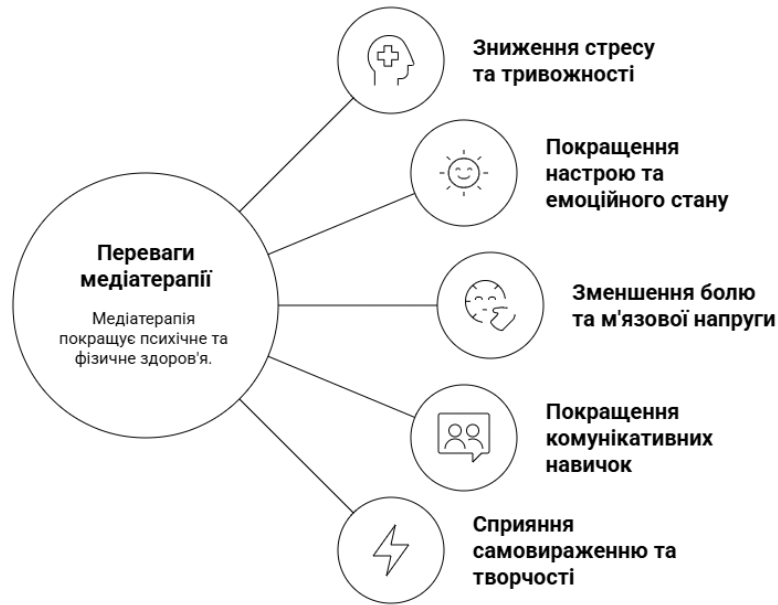 Переваги
медіатерапії
Медіатерапія
покращує психічне та
фізичне здоров'я.
Зниження стресу
та тривожності
Покращення
настрою та
емоційного стану
Зменшення болю
та м'язової напруги
Покращення
комунікативних
навичок
Сприяння
самовираженню та
творчості